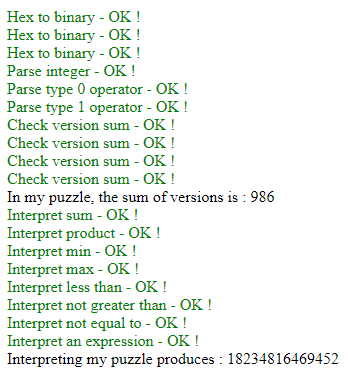 Hex to binary - OK !
Hex to binary - OK !
Hex to binary - OK !
Parse integer - OK !
Parse type 0 operator - OK !
Parse type 1 operator - OK !
Check version sum - OK !
Check version sum - OK !
Check version sum - OK !
Check version sum - OK !
In my puzzle, the sum of versions is : 986
Interpret sum - OK !
Interpret product - OK !
Interpret min - OK !
Interpret max - OK !
Interpret less than - OK !
Interpret not greater than - OK !
Interpret not equal to - OK !
Interpret an expression - OK !
Interpreting my puzzle produces : 18234816469452